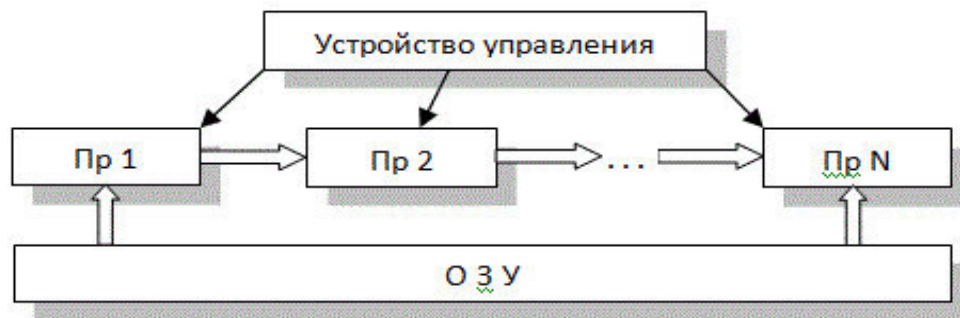 Устройство управления
Пр 1
Пр 2
...
Пр N
О З У